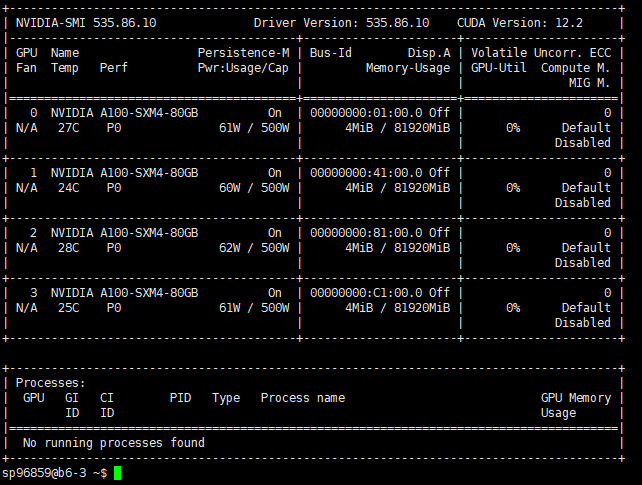 +---------------------------------------------------------------------------------------+
| NVIDIA-SMI 535.86.10              Driver Version: 535.86.10    CUDA Version: 12.2     |
|-----------------------------------------+----------------------+----------------------+
| GPU  Name                 Persistence-M | Bus-Id        Disp.A | Volatile Uncorr. ECC |
| Fan  Temp   Perf          Pwr:Usage/Cap |         Memory-Usage | GPU-Util  Compute M. |
|                                         |                      |               MIG M. |
|=========================================+======================+======================|
|   0  NVIDIA A100-SXM4-80GB          On  | 00000000:01:00.0 Off |                    0 |
| N/A   27C    P0              61W / 500W |      4MiB / 81920MiB |      0%      Default |
|                                         |                      |             Disabled |
+-----------------------------------------+----------------------+----------------------+
|   1  NVIDIA A100-SXM4-80GB          On  | 00000000:41:00.0 Off |                    0 |
| N/A   24C    P0              60W / 500W |      4MiB / 81920MiB |      0%      Default |
|                                         |                      |             Disabled |
+-----------------------------------------+----------------------+----------------------+
|   2  NVIDIA A100-SXM4-80GB          On  | 00000000:81:00.0 Off |                    0 |
| N/A   28C    P0              62W / 500W |      4MiB / 81920MiB |      0%      Default |
|                                         |                      |             Disabled |
+-----------------------------------------+----------------------+----------------------+
|   3  NVIDIA A100-SXM4-80GB          On  | 00000000:C1:00.0 Off |                    0 |
| N/A   25C    P0              61W / 500W |      4MiB / 81920MiB |      0%      Default |
|                                         |                      |             Disabled |
+-----------------------------------------+----------------------+----------------------+

+---------------------------------------------------------------------------------------+
| Processes:                                                                            |
|  GPU   GI   CI        PID   Type   Process name                            GPU Memory |
|        ID   ID                                                             Usage      |
|=======================================================================================|
|  No running processes found                                                           |
+---------------------------------------------------------------------------------------+
sp96859@b6-3 ~$